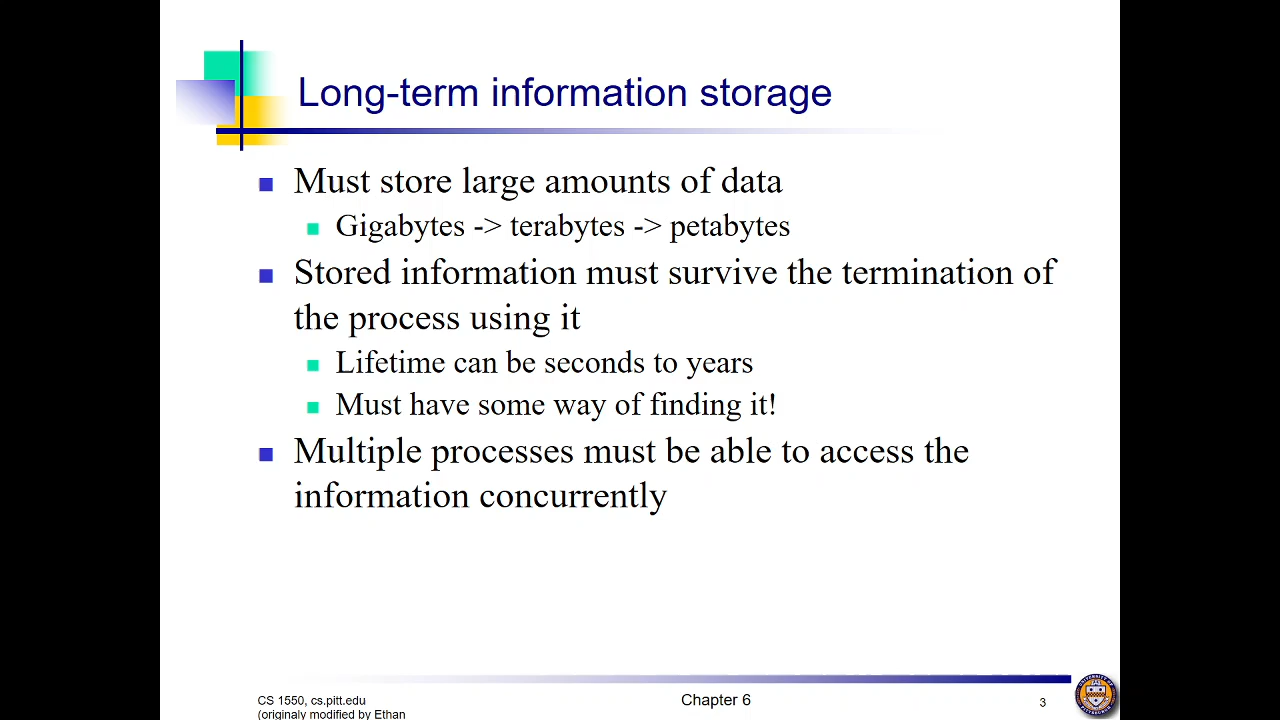 Long-term information storage
Must store large amounts of data
Gigabytes -> terabytes -> petabytes
Stored information must survive the termination of
the process using it
Lifetime can be seconds to years
Must have some way of finding it!
Multiple processes must be able to access the
information concurrently
CS 1550, cs.pitt.edu
(originaly modified by Ethan
Chapter 6
3